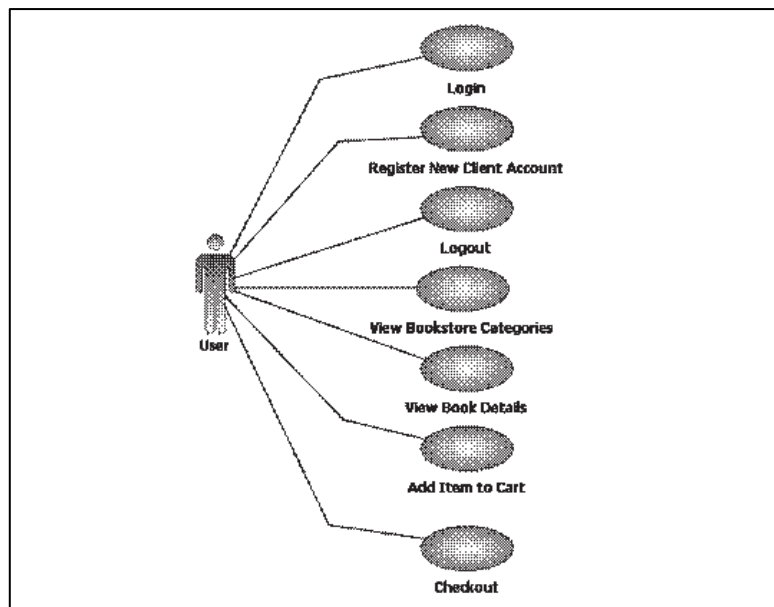 Login
Register New Client Account
Logout
View Bookstore Categories
User
View Book Details
Add Item to Cart
Checkout